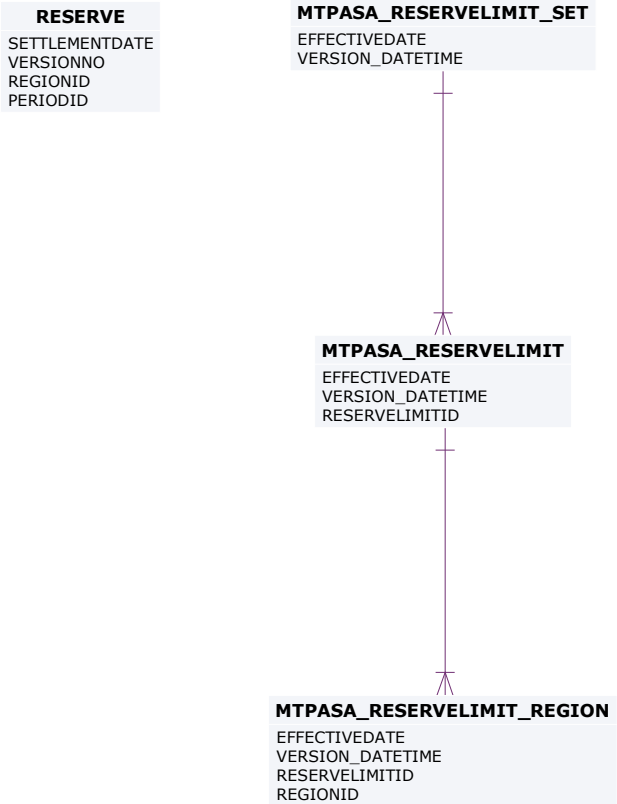 RESERVE
SETTLEMENTDATE
VERSIONNO
REGIONID
PERIODID
MTPASA_RESERVELIMIT_SET
EFFECTIVEDATE
VERSION_DATETIME
MTPASA_RESERVELIMIT
EFFECTIVEDATE
VERSION_DATETIME
RESERVELIMITID
MTPASA_RESERVELIMIT_REGION
EFFECTIVEDATE
VERSION_DATETIME
RESERVELIMITID
REGIONID